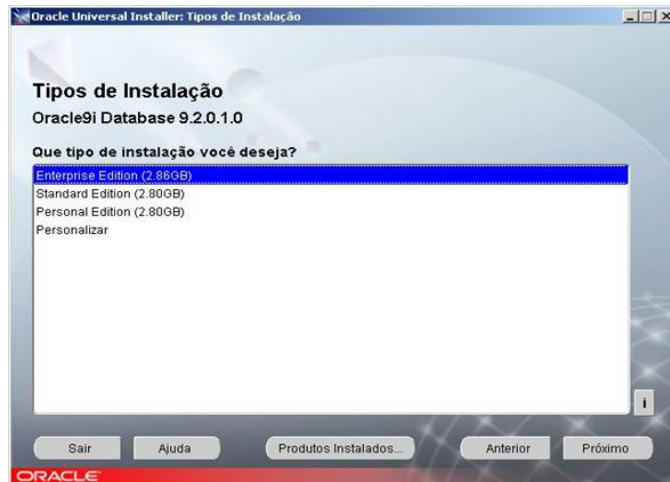 Oracle Universal Installer: Tipos de Instalação
Tipos de Instalação
Oracle9i Database 9.2.0.1.0
Que tipo de instalação você deseja?
Enterprise Edition (2.86GB)
Standard Edition (2.80GB)
Personal Edition (2.80GB)
Personalizar
i
Sair Ajuda Produtos Instalados... Anterior Próximo
ORACLE